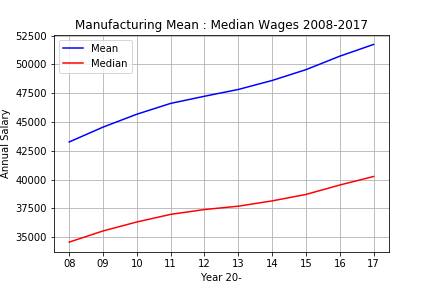 Manufacturing Mean : Median Wages 2008-2017
Mean
Median
Annual Salary
52500
50000
47500
45000
42500
40000
37500
35000
08 09 10 11 12 13 14 15 16 17
Year 20-